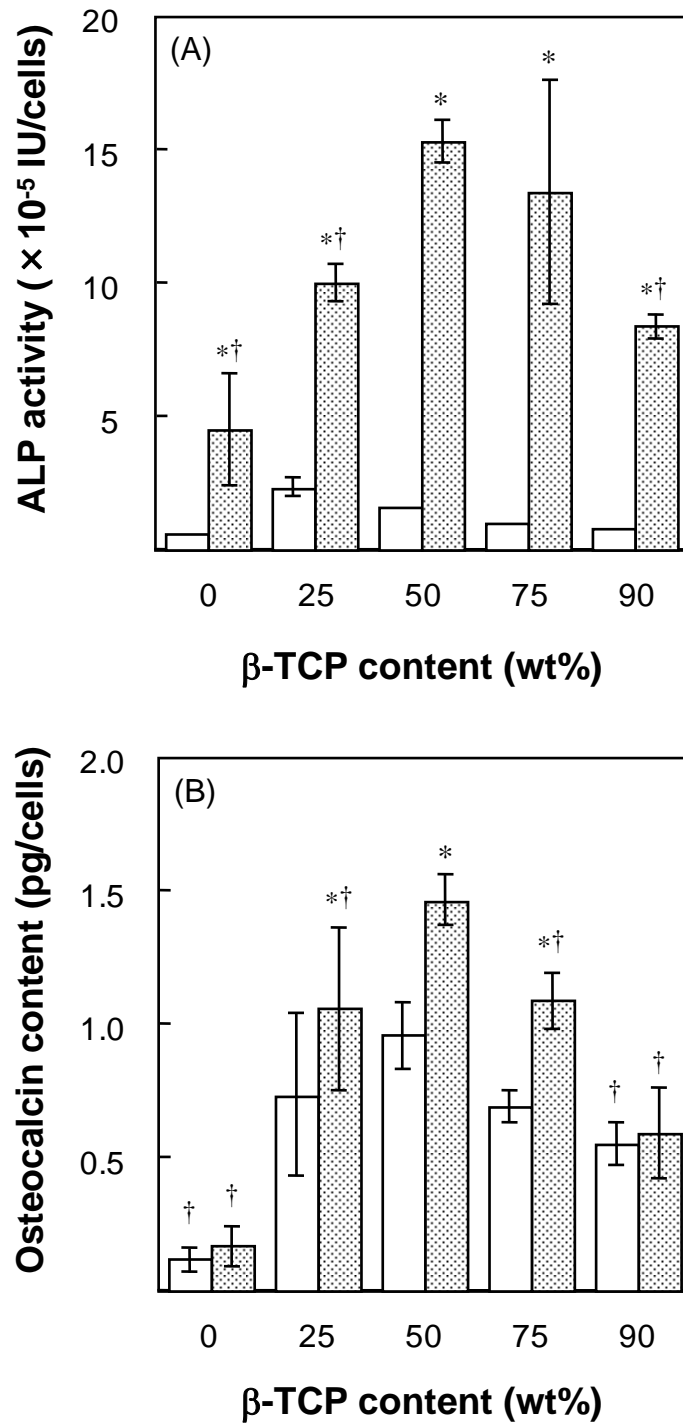 ALP activity (×10⁻⁵ IU/cells)
20
15
10
5
(A)
*†
*†
*
*
*†
0 25 50 75 90
β-TCP content (wt%)
Osteocalcin content (pg/cells)
2.0
1.5
1.0
0.5
(B)
†
†
*†
*
*†
†
†
0 25 50 75 90
β-TCP content (wt%)